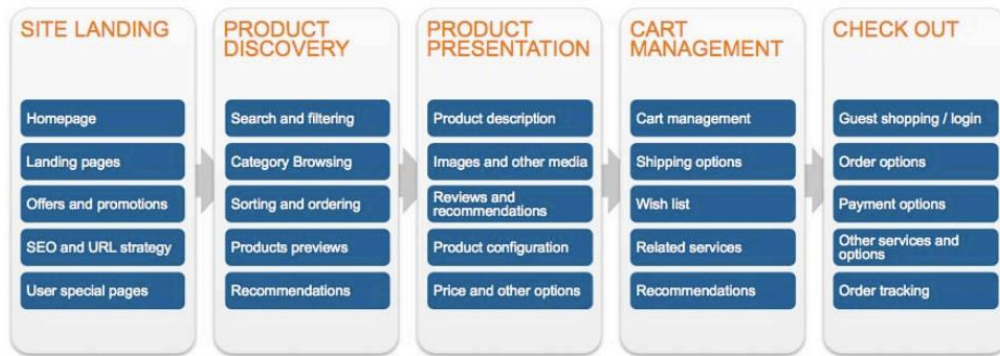 SITE LANDING
Homepage
Landing pages
Offers and promotions
SEO and URL strategy
User special pages
PRODUCT
DISCOVERY
Search and filtering
Category Browsing
Sorting and ordering
Products previews
Recommendations
PRODUCT
PRESENTATION
Product description
Images and other media
Reviews and
recommendations
Product configuration
Price and other options
CART
MANAGEMENT
Cart management
Shipping options
Wish list
Related services
Recommendations
CHECK OUT
Guest shopping / login
Order options
Payment options
Other services and
options
Order tracking